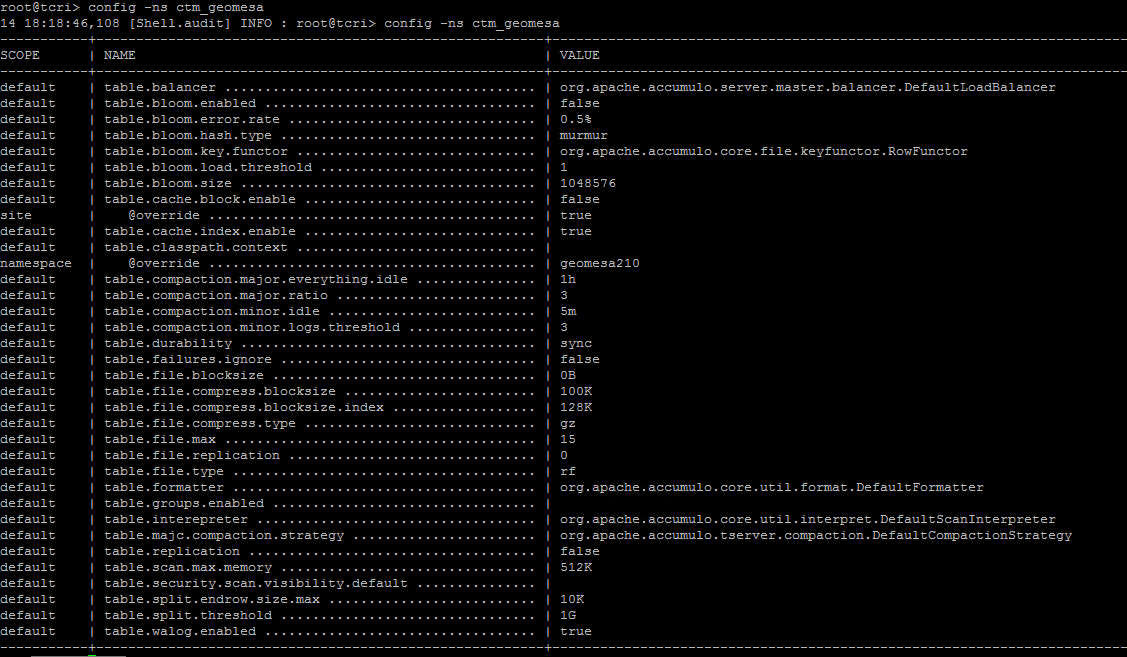 root@tcri> config -ns ctm_geomesa
14 18:18:46,108 [Shell.audit] INFO : root@tcri> config -ns ctm_geomesa
-----------+---------------------------------------------------------+------------------------------------------------------------------------
SCOPE      | NAME                                                    | VALUE
-----------+---------------------------------------------------------+------------------------------------------------------------------------
default    | table.balancer ....................................... | org.apache.accumulo.server.master.balancer.DefaultLoadBalancer
default    | table.bloom.enabled .................................. | false
default    | table.bloom.error.rate ............................... | 0.5%
default    | table.bloom.hash.type ................................ | murmur
default    | table.bloom.key.functor .............................. | org.apache.accumulo.core.file.keyfunctor.RowFunctor
default    | table.bloom.load.threshold ........................... | 1
default    | table.bloom.size ..................................... | 1048576
default    | table.cache.block.enable ............................. | false
site       |    @override ......................................... | true
default    | table.cache.index.enable ............................. | true
default    | table.classpath.context .............................. |
namespace  |    @override ......................................... | geomesa210
default    | table.compaction.major.everything.idle ............... | 1h
default    | table.compaction.major.ratio ......................... | 3
default    | table.compaction.minor.idle .......................... | 5m
default    | table.compaction.minor.logs.threshold ................ | 3
default    | table.durability ..................................... | sync
default    | table.failures.ignore ................................ | false
default    | table.file.blocksize ................................. | 0B
default    | table.file.compress.blocksize ........................ | 100K
default    | table.file.compress.blocksize.index .................. | 128K
default    | table.file.compress.type ............................. | gz
default    | table.file.max ....................................... | 15
default    | table.file.replication ............................... | 0
default    | table.file.type ...................................... | rf
default    | table.formatter ...................................... | org.apache.accumulo.core.util.format.DefaultFormatter
default    | table.groups.enabled ................................. |
default    | table.interepreter ................................... | org.apache.accumulo.core.util.interpret.DefaultScanInterpreter
default    | table.majc.compaction.strategy ....................... | org.apache.accumulo.tserver.compaction.DefaultCompactionStrategy
default    | table.replication .................................... | false
default    | table.scan.max.memory ................................ | 512K
default    | table.security.scan.visibility.default ............... |
default    | table.split.endrow.size.max .......................... | 10K
default    | table.split.threshold ................................ | 1G
default    | table.walog.enabled .................................. | true
-----------+---------------------------------------------------------+------------------------------------------------------------------------